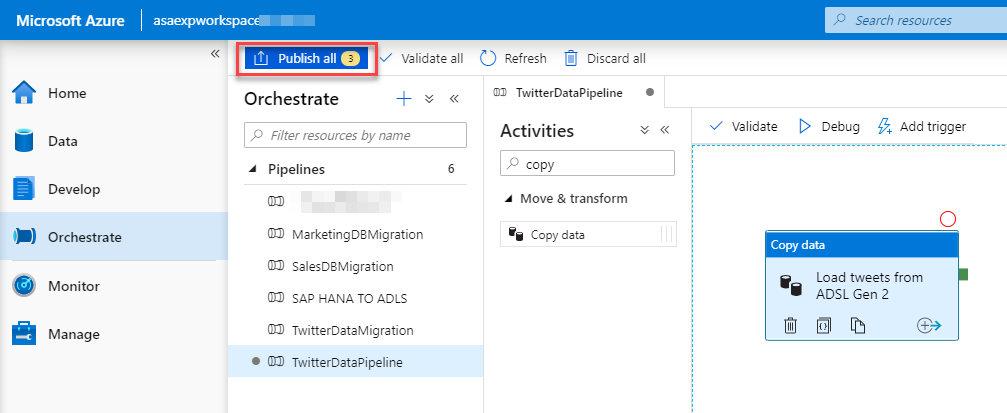 Microsoft Azure
asaexpworkspace
Search resources
Publish all 3
Validate all
Refresh
Discard all
Home
Data
Develop
Orchestrate
Monitor
Manage
Orchestrate
Filter resources by name
Pipelines 6
MarketingDBMigration
SalesDBMigration
SAP HANA TO ADLS
TwitterDataMigration
TwitterDataPipeline
TwitterDataPipeline
Activities
copy
Move & transform
Copy data
Validate
Debug
Add trigger
Copy data
Load tweets from
ADSL Gen 2